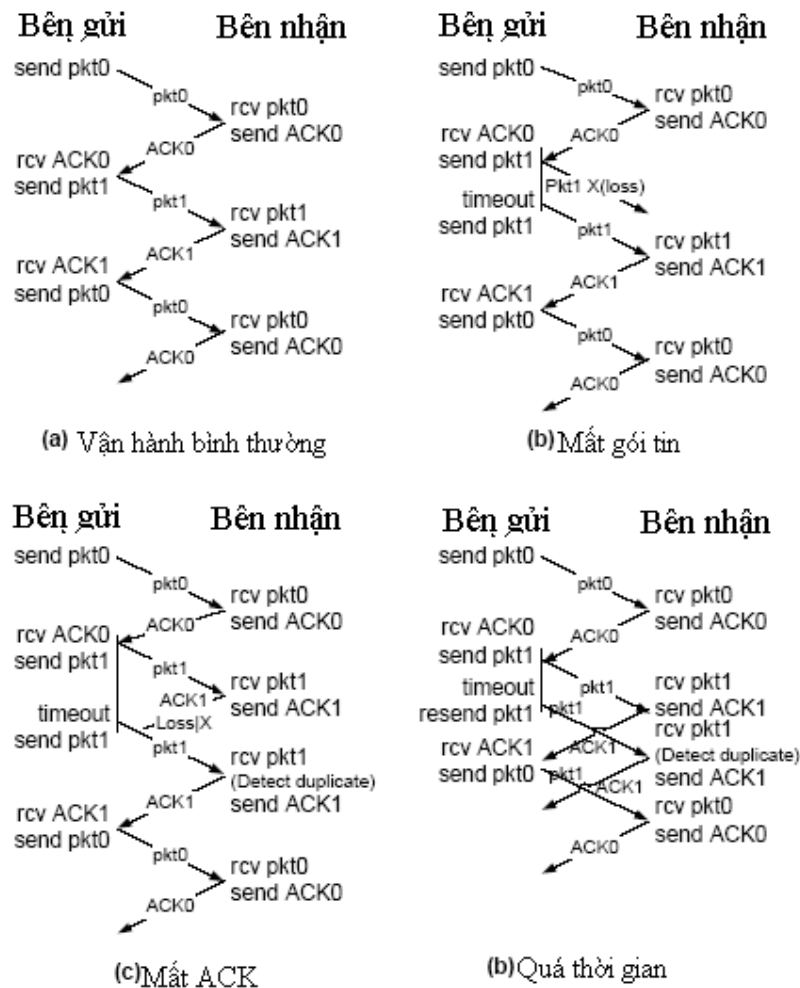 Bên gửi Bên nhận
send pkt0
pkt0
rcv pkt0
send ACK0
ACK0
rcv ACK0
send pkt1
pkt1
rcv pkt1
send ACK1
ACK1
rcv ACK1
send pkt0
pkt0
rcv pkt0
send ACK0
ACK0
(a) Vận hành bình thường
Bên gửi Bên nhận
send pkt0
pkt0
rcv pkt0
send ACK0
ACK0
rcv ACK0
send pkt1
Pkt1 X(loss)
timeout
send pkt1
pkt1
rcv pkt1
send ACK1
ACK1
rcv ACK1
send pkt0
pkt0
rcv pkt0
send ACK0
ACK0
(b) Mất gói tin
Bên gửi Bên nhận
send pkt0
pkt0
rcv pkt0
send ACK0
ACK0
rcv ACK0
send pkt1
pkt1
rcv pkt1
send ACK1
ACK1
Loss|X
timeout
send pkt1
pkt1
rcv pkt1
(Detect duplicate)
send ACK1
ACK1
rcv ACK1
send pkt0
pkt0
rcv pkt0
send ACK0
ACK0
(c) Mất ACK
Bên gửi Bên nhận
send pkt0
pkt0
rcv pkt0
send ACK0
ACK0
rcv ACK0
send pkt1
pkt1
rcv pkt1
send ACK1
timeout
resend pkt1
pkt1
rcv pkt1
(Detect duplicate)
send ACK1
ACK1
rcv ACK1
send pkt0
pkt1
ACK1
rcv pkt0
send ACK0
ACK0
(b) Quá thời gian